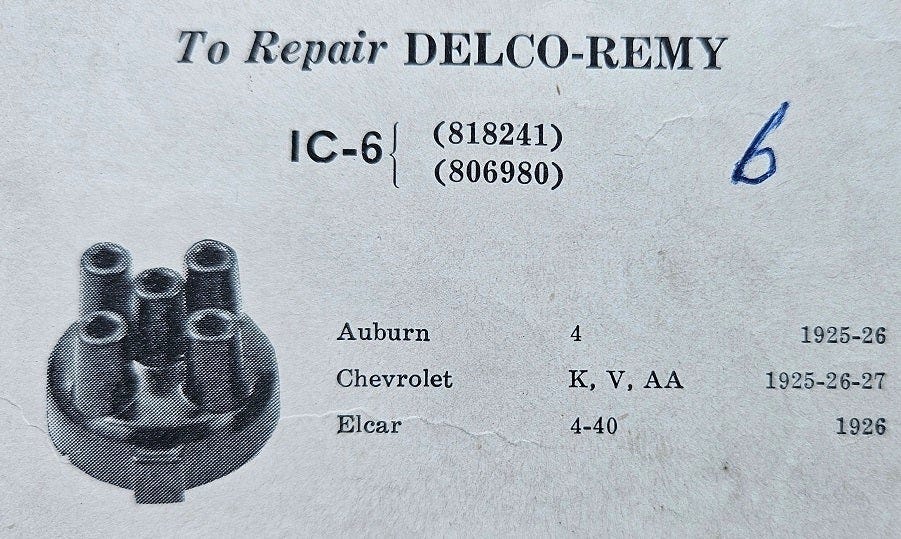 To Repair DELCO-REMY
IC-6 { (818241)
(806980)
6
Auburn 4 1925-26
Chevrolet K, V, AA 1925-26-27
Elcar 4-40 1926